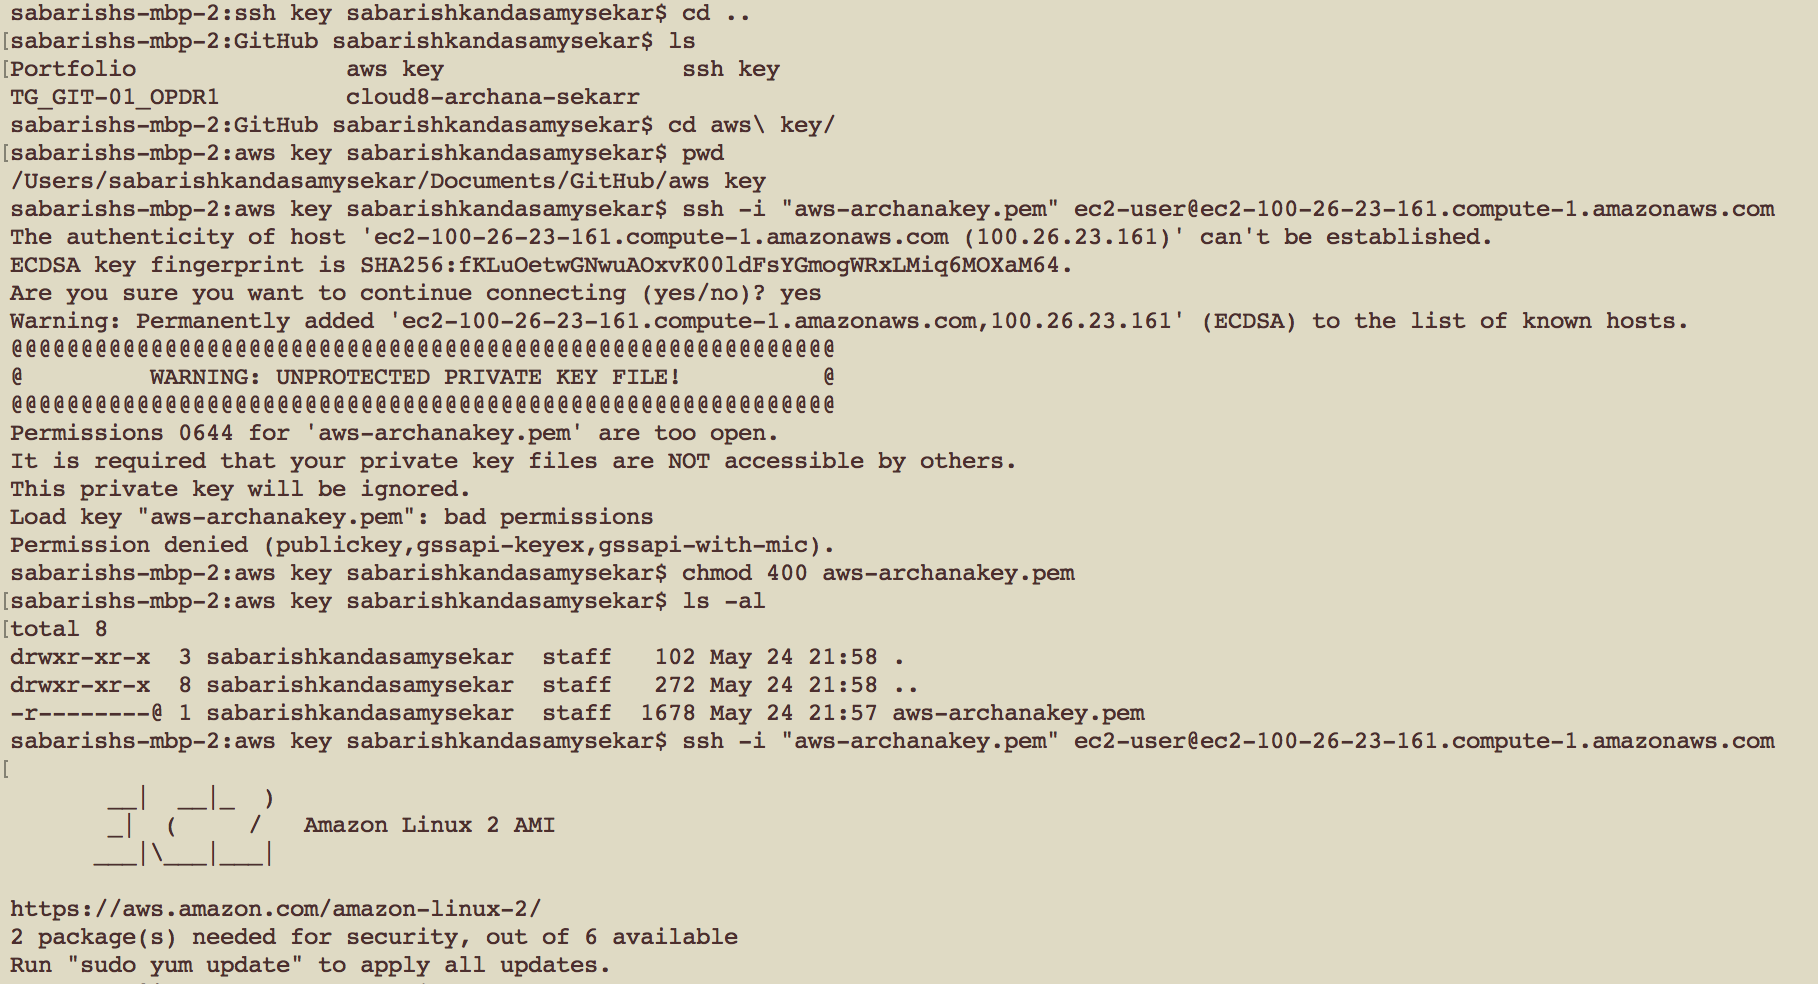 sabarishs-mbp-2:ssh key sabarishkandasamysekar$ cd ..
[sabarishs-mbp-2:GitHub sabarishkandasamysekar$ ls
[Portfolio               aws key                 ssh key
TG_GIT-01_OPDR1         cloud8-archana-sekarr
sabarishs-mbp-2:GitHub sabarishkandasamysekar$ cd aws\ key/
[sabarishs-mbp-2:aws key sabarishkandasamysekar$ pwd
/Users/sabarishkandasamysekar/Documents/GitHub/aws key
sabarishs-mbp-2:aws key sabarishkandasamysekar$ ssh -i "aws-archanakey.pem" ec2-user@ec2-100-26-23-161.compute-1.amazonaws.com
The authenticity of host 'ec2-100-26-23-161.compute-1.amazonaws.com (100.26.23.161)' can't be established.
ECDSA key fingerprint is SHA256:fKLuOetwGNwuAOxvK00ldFsYGmogWRxLMiq6MOXaM64.
Are you sure you want to continue connecting (yes/no)? yes
Warning: Permanently added 'ec2-100-26-23-161.compute-1.amazonaws.com,100.26.23.161' (ECDSA) to the list of known hosts.
@@@@@@@@@@@@@@@@@@@@@@@@@@@@@@@@@@@@@@@@@@@@@@@@@@@@@@@@@@@
@         WARNING: UNPROTECTED PRIVATE KEY FILE!          @
@@@@@@@@@@@@@@@@@@@@@@@@@@@@@@@@@@@@@@@@@@@@@@@@@@@@@@@@@@@
Permissions 0644 for 'aws-archanakey.pem' are too open.
It is required that your private key files are NOT accessible by others.
This private key will be ignored.
Load key "aws-archanakey.pem": bad permissions
Permission denied (publickey,gssapi-keyex,gssapi-with-mic).
sabarishs-mbp-2:aws key sabarishkandasamysekar$ chmod 400 aws-archanakey.pem
[sabarishs-mbp-2:aws key sabarishkandasamysekar$ ls -al
[total 8
drwxr-xr-x  3 sabarishkandasamysekar  staff   102 May 24 21:58 .
drwxr-xr-x  8 sabarishkandasamysekar  staff   272 May 24 21:58 ..
-r--------@ 1 sabarishkandasamysekar  staff  1678 May 24 21:57 aws-archanakey.pem
sabarishs-mbp-2:aws key sabarishkandasamysekar$ ssh -i "aws-archanakey.pem" ec2-user@ec2-100-26-23-161.compute-1.amazonaws.com
[
       __|  __|_  )
       _|  (     /   Amazon Linux 2 AMI
      ___|\___|___|
https://aws.amazon.com/amazon-linux-2/
2 package(s) needed for security, out of 6 available
Run "sudo yum update" to apply all updates.